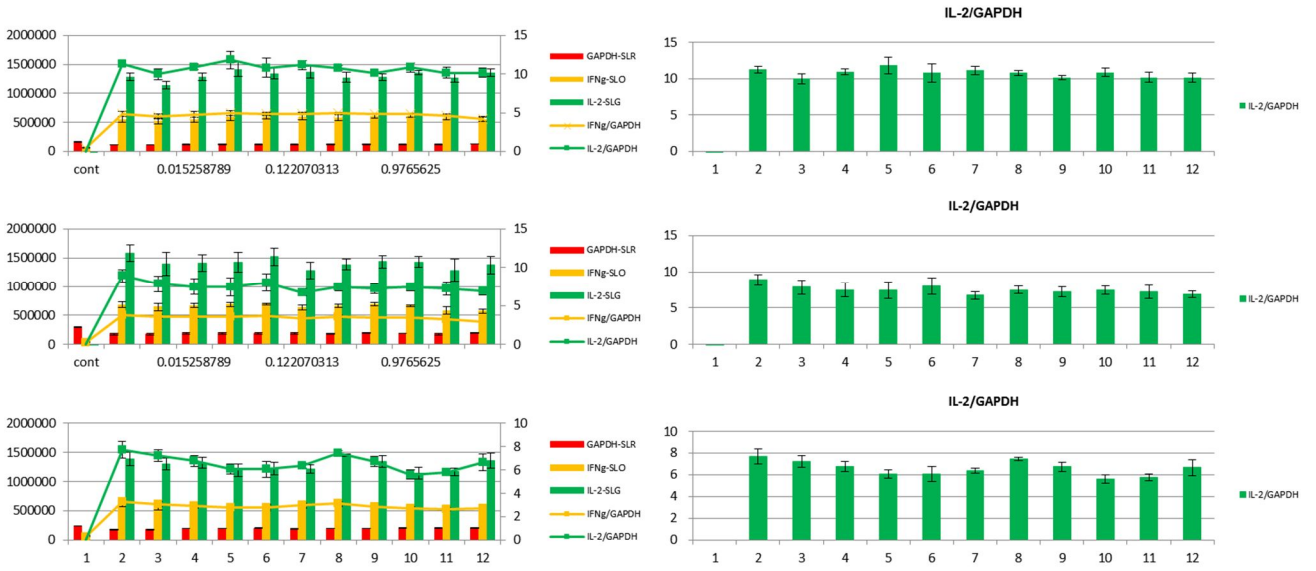 IL-2/GAPDH
2000000
1500000
1000000
500000
0
15
10
5
0
cont 0.015258789 0.122070313 0.9765625
GAPDH-SLR
IFNg-SLO
IL-2-SLG
IFNg/GAPDH
IL-2/GAPDH
15
10
5
0
1 2 3 4 5 6 7 8 9 10 11 12
IL-2/GAPDH
IL-2/GAPDH
2000000
1500000
1000000
500000
0
15
10
5
0
cont 0.015258789 0.122070313 0.9765625
GAPDH-SLR
IFNg-SLO
IL-2-SLG
IFNg/GAPDH
IL-2/GAPDH
15
10
5
0
1 2 3 4 5 6 7 8 9 10 11 12
IL-2/GAPDH
IL-2/GAPDH
2000000
1500000
1000000
500000
0
10
8
6
4
2
0
1 2 3 4 5 6 7 8 9 10 11 12
GAPDH-SLR
IFNg-SLO
IL-2-SLG
IFNg/GAPDH
IL-2/GAPDH
10
8
6
4
2
0
1 2 3 4 5 6 7 8 9 10 11 12
IL-2/GAPDH